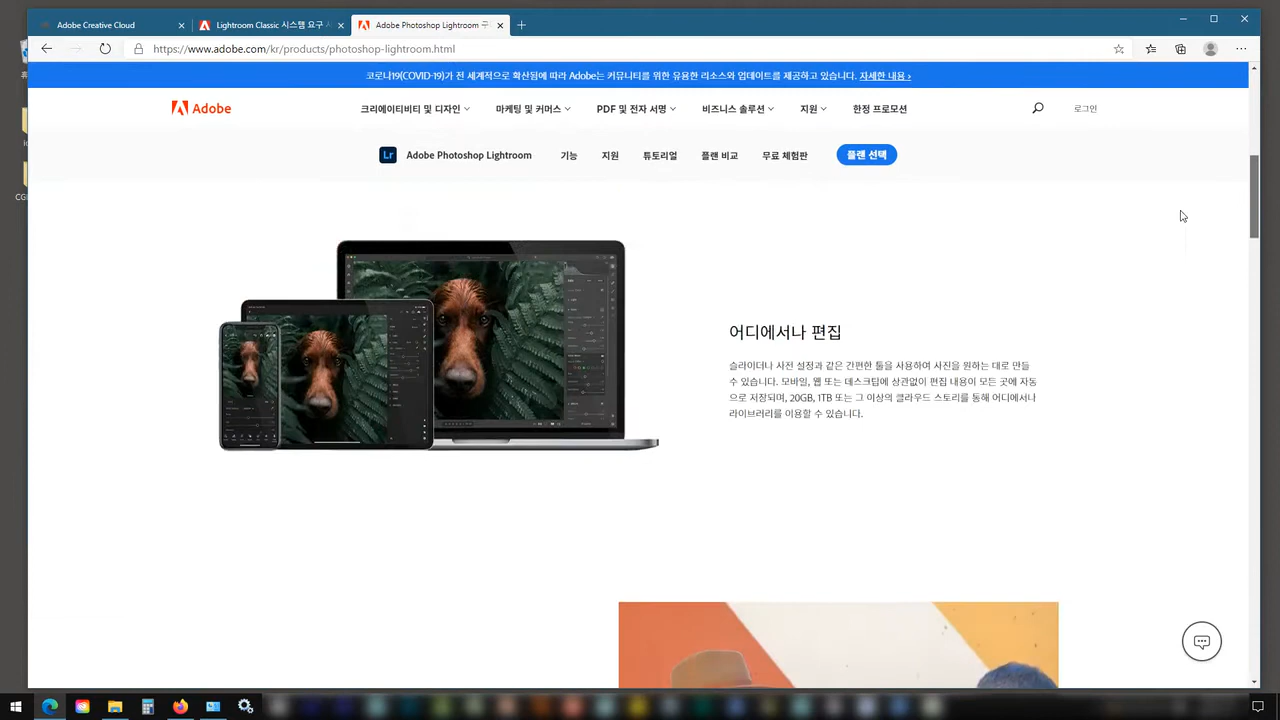 Adobe Creative Cloud
Lightroom Classic 시스템 요구 사
Adobe Photoshop Lightroom 구
https://www.adobe.com/kr/products/photoshop-lightroom.html
코로나19(COVID-19)가 전 세계적으로 확산됨에 따라 Adobe는 커뮤니티를 위한 유용한 리소스와 업데이트를 제공하고 있습니다. 자세한 내용 ›
Adobe
크리에이티비티 및 디자인
마케팅 및 커머스
PDF 및 전자 서명
비즈니스 솔루션
지원
한정 프로모션
로그인
Lr
Adobe Photoshop Lightroom
기능
지원
튜토리얼
플랜 비교
무료 체험판
플랜 선택
어디에서나 편집
슬라이더나 사전 설정과 같은 간편한 툴을 사용하여 사진을 원하는 대로 만들
수 있습니다. 모바일, 웹 또는 데스크탑에 상관없이 편집 내용이 모든 곳에 자동
으로 저장되며, 20GB, 1TB 또는 그 이상의 클라우드 스토리를 통해 어디에서나
라이브러리를 이용할 수 있습니다.